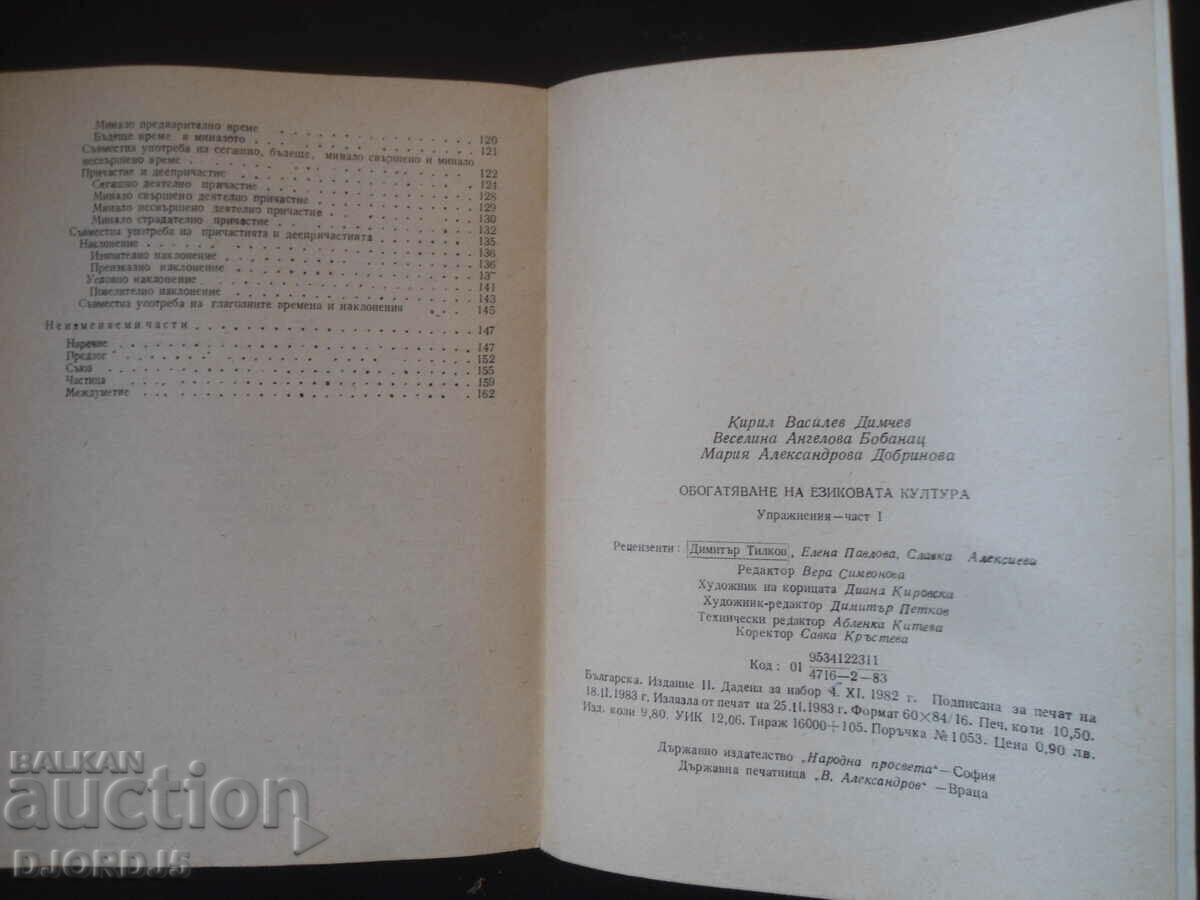 Минало предварително време . . . . . . . . . . 120
Бъдеще време в миналото . . . . . . . . . . 121
Съвместна употреба на сегашно, бъдеще, минало свършено и минало
несвършено време . . . . . . . . . . 122
Причастие и деепричастие . . . . . . . . . . 124
Сегашно деятелно причастие . . . . . . . . . . 128
Минало свършено деятелно причастие . . . . . . . . . . 129
Минало несвършено деятелно причастие . . . . . . . . . . 130
Минало страдателно причастие . . . . . . . . . . 132
Съвместна употреба на причастията и деепричастията . . . . . . . . . . 135
Наклонение . . . . . . . . . . 136
Изявително наклонение . . . . . . . . . . 136
Преизказно наклонение . . . . . . . . . . 13
Условно наклонение . . . . . . . . . . 141
Повелително наклонение . . . . . . . . . . 143
Съвместна употреба на глаголните времена и наклонения . . . 145
Неизменяеми части . . . . . . . . . . 147
Наречие . . . . . . . . . . 147
Предлог . . . . . . . . . . 152
Съюз . . . . . . . . . . 155
Частица . . . . . . . . . . 159
Междуметие . . . . . . . . . . 162
Кирил Василев Димчев
Веселина Ангелова Бобанац
Мария Александрова Добринова
ОБОГАТЯВАНЕ НА ЕЗИКОВАТА КУЛТУРА
Упражнения—част I
Рецензенти: Димитър Тилков, Елена Павлова, Славка Алексиева
Редактор Вера Симеонова
Художник на корицата Диана Кировска
Художник-редактор Димитър Петков
Технически редактор Абленка Китева
Коректор Савка Кръстева
Код: 01 9534122311
4716—2—83
Българска. Издание II. Дадена за набор 4. XI. 1982 г. Подписана за печат на
18.II.1983 г. Излязла от печат на 25.II.1983 г. Формат 60×84/16. Печ. коли 10,50.
Изд. коли 9,80. УИК 12,06. Тираж 16000+105. Поръчка №1053. Цена 0,90 лв.
Държавно издателство „Народна просвета“—София
Държавна печатница „В. Александров“ —Враца
BALKAN
auction
DJORDJ5